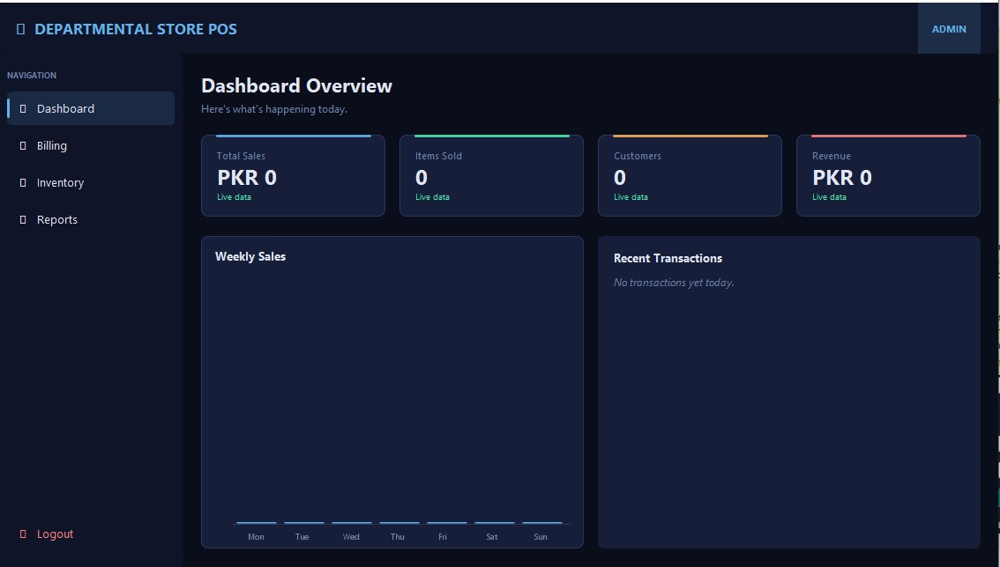 DEPARTMENTAL STORE POS
ADMIN
NAVIGATION
Dashboard
Billing
Inventory
Reports
Logout
Dashboard Overview
Here's what's happening today.
Total Sales
PKR 0
Live data
Items Sold
0
Live data
Customers
0
Live data
Revenue
PKR 0
Live data
Weekly Sales
Mon Tue Wed Thu Fri Sat Sun
Recent Transactions
No transactions yet today.